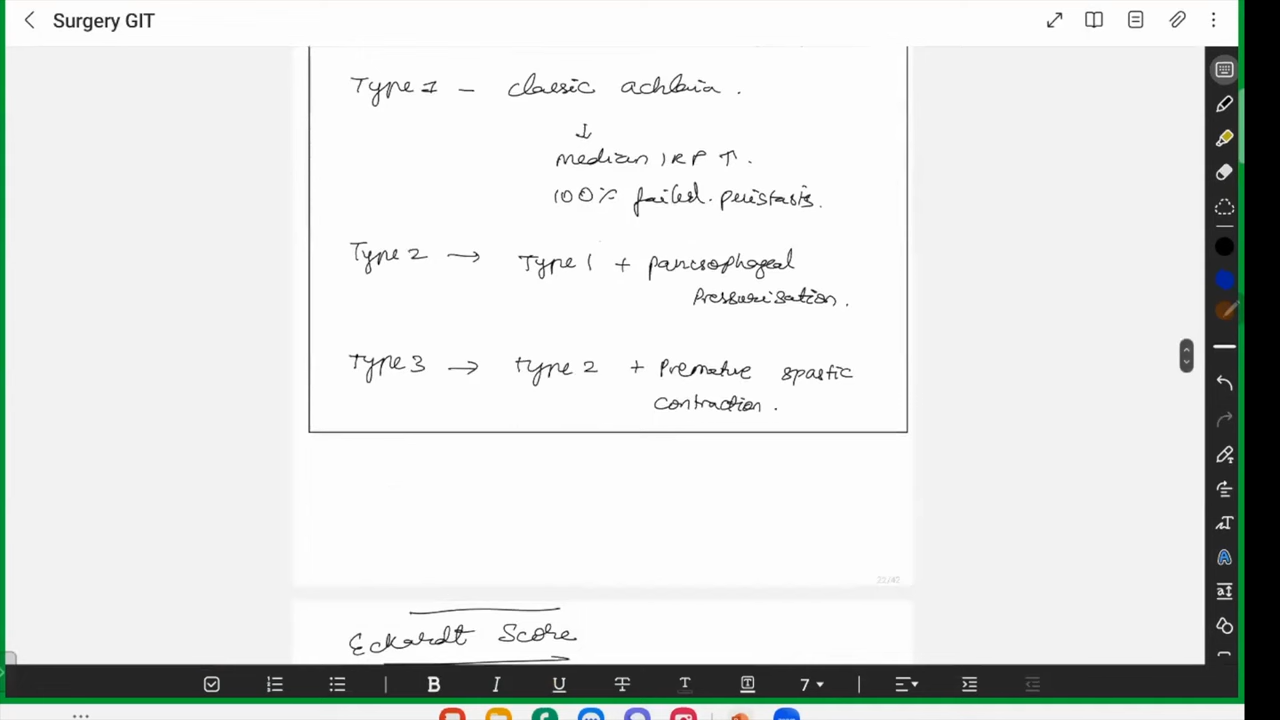 Surgery GIT
Type 1 - classic achlasia.
↓
median IRP ↑.
100% failed. peristasis.
Type 2 → Type 1 + panesophageal
Pressurisation.
Type 3 → type 2 + Premature spastic
contraction.
Eckardt Score
B I U T T T 7